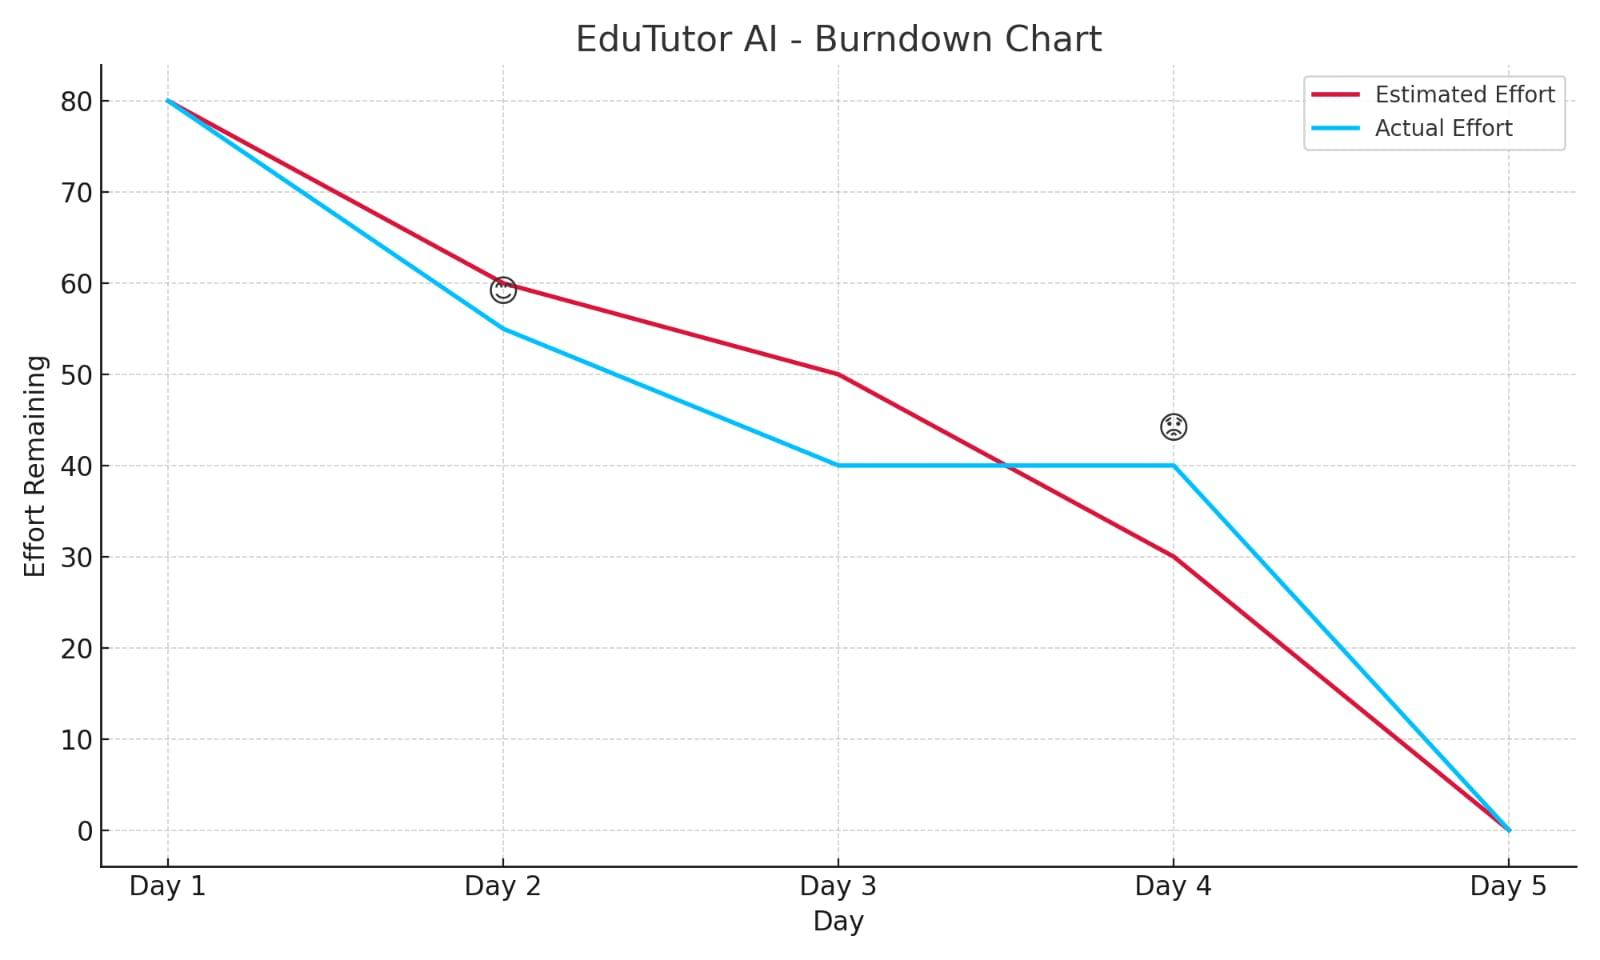 EduTutor AI - Burndown Chart
Estimated Effort
Actual Effort
80
70
60
50
40
30
20
10
0
Effort Remaining
Day 1
Day 2
Day 3
Day 4
Day 5
Day